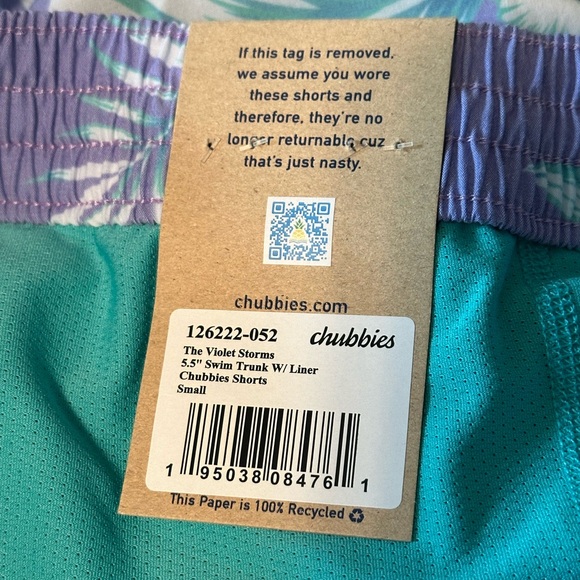 If this tag is removed,
we assume you wore
these shorts and
therefore, they're no
longer returnable cuz
that's just nasty.
chubbies.com
126222-052 chubbies
The Violet Storms
5.5" Swim Trunk W/ Liner
Chubbies Shorts
Small
1 95038 08476 1
This Paper is 100% Recycled